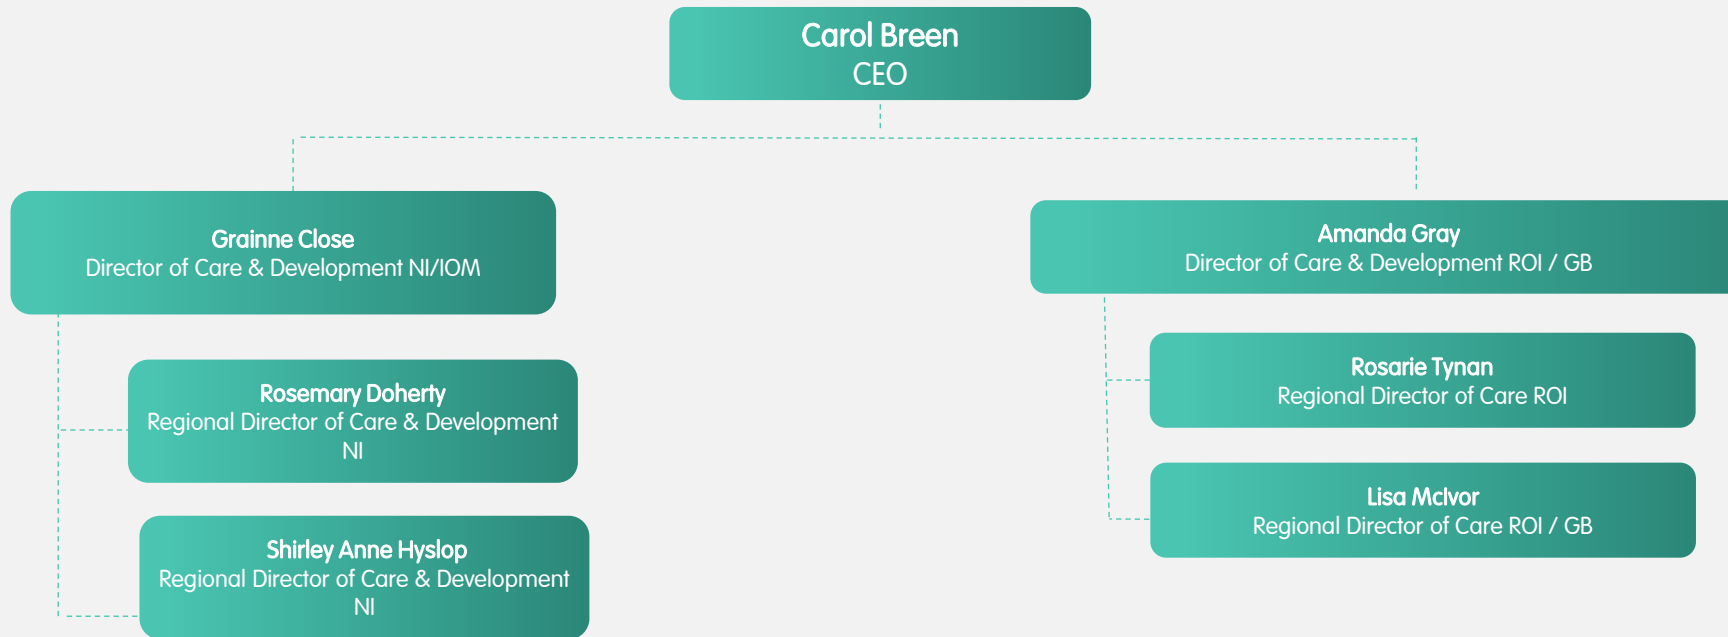 Carol Breen
CEO
Grainne Close
Director of Care & Development NI/IOM
Amanda Gray
Director of Care & Development ROI / GB
Rosemary Doherty
Regional Director of Care & Development
NI
Rosarie Tynan
Regional Director of Care ROI
Shirley Anne Hyslop
Regional Director of Care & Development
NI
Lisa McIvor
Regional Director of Care ROI / GB